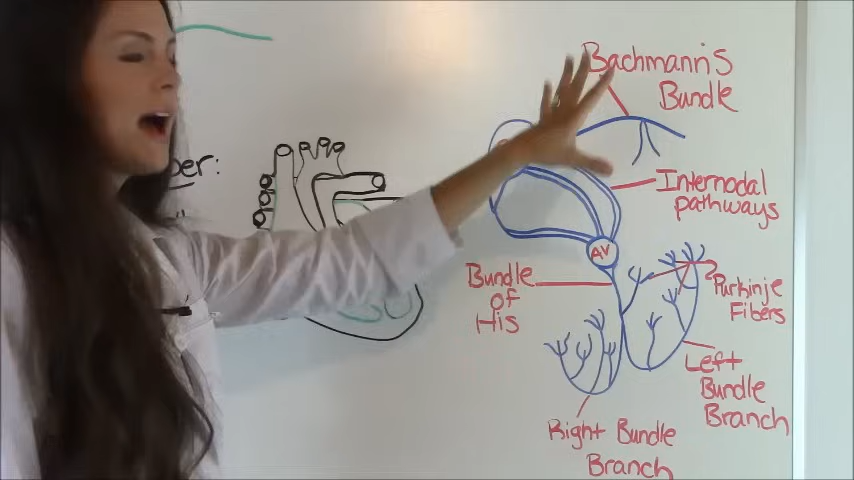 Bachmann's
Bundle
Internodal
pathways
AV
Bundle
of
His
Purkinje
Fibers
Left
Bundle
Branch
Right Bundle
Branch